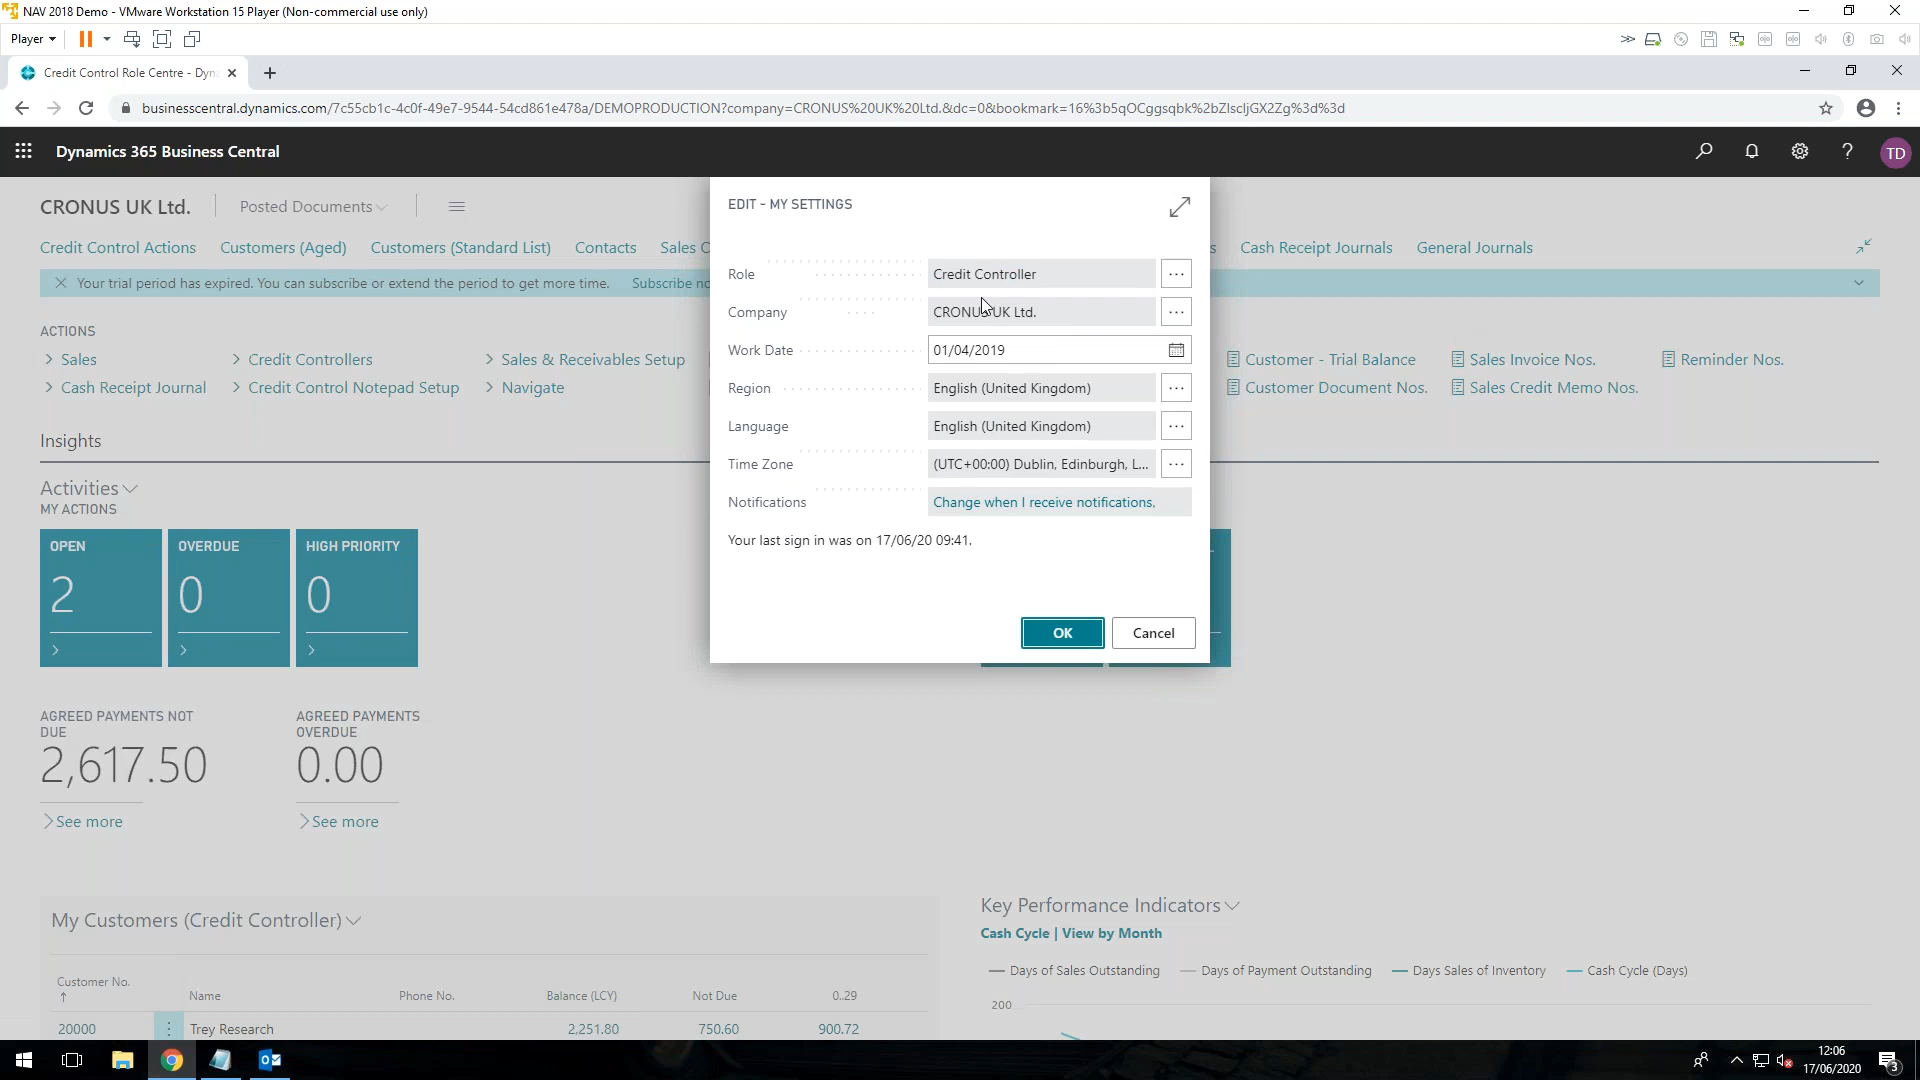 NAV 2018 Demo - VMware Workstation 15 Player (Non-commercial use only)
Player
Credit Control Role Centre - Dyn
businesscentral.dynamics.com/7c55cb1c-4c0f-49e7-9544-54cd861e478a/DEMOPRODUCTION?company=CRONUS%20UK%20Ltd.&dc=0&bookmark=16%3b5qOCggsqbk%2bZIscIjGX2Zg%3d%3d
Dynamics 365 Business Central
TD
CRONUS UK Ltd.
Posted Documents
Credit Control Actions Customers (Aged) Customers (Standard List) Contacts Sales O s Cash Receipt Journals General Journals
Your trial period has expired. You can subscribe or extend the period to get more time. Subscribe no
ACTIONS
> Sales > Credit Controllers > Sales & Receivables Setup Customer - Trial Balance Sales Invoice Nos. Reminder Nos.
> Cash Receipt Journal > Credit Control Notepad Setup > Navigate Customer Document Nos. Sales Credit Memo Nos.
Insights
Activities
MY ACTIONS
OPEN OVERDUE HIGH PRIORITY
2 0 0
AGREED PAYMENTS NOT DUE AGREED PAYMENTS OVERDUE
2,617.50 0.00
>See more >See more
EDIT - MY SETTINGS
Role Credit Controller ...
Company CRONUS UK Ltd. ...
Work Date 01/04/2019
Region English (United Kingdom) ...
Language English (United Kingdom) ...
Time Zone (UTC+00:00) Dublin, Edinburgh, L... ...
Notifications Change when I receive notifications.
Your last sign in was on 17/06/20 09:41.
OK Cancel
My Customers (Credit Controller)
Customer No. ↑ Name Phone No. Balance (LCY) Not Due 0..29
20000 Trey Research 2,251.80 750.60 900.72
Key Performance Indicators
Cash Cycle | View by Month
Days of Sales Outstanding Days of Payment Outstanding Days Sales of Inventory Cash Cycle (Days)
200
12:06
17/06/2020
3